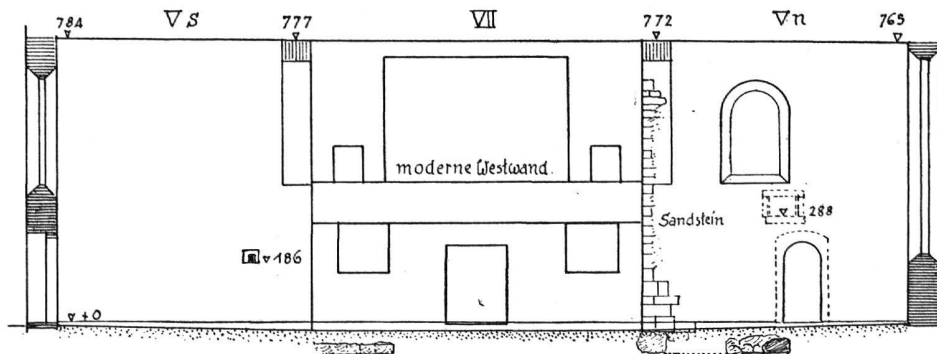 V s VII V n
784 777 772 765
moderne Westwand.
Sandstein
288
186
+0